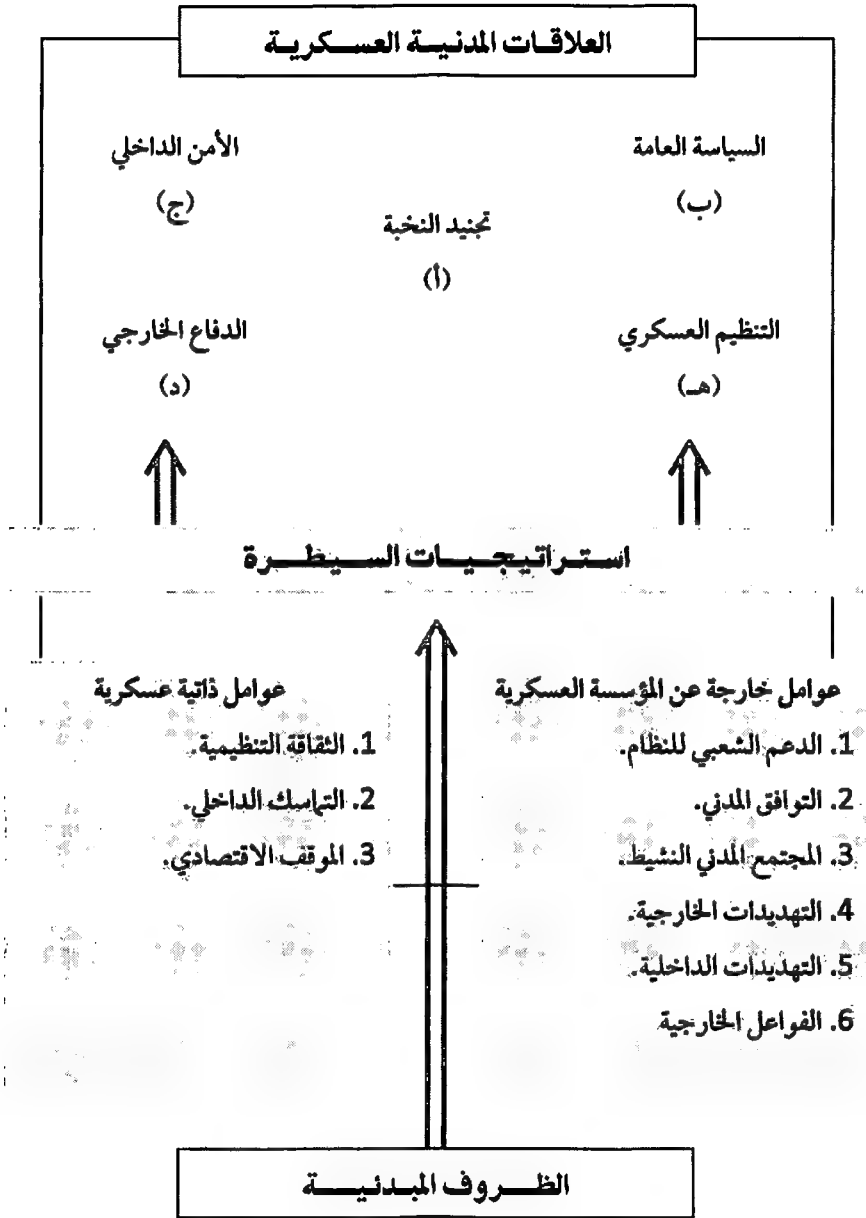 العلاقات المدنية العسكرية
السياسة العامة
(ب)
الأمن الداخلي
(ج)
تجنيد النخبة
(أ)
التنظيم العسكري
(هـ)
الدفاع الخارجي
(د)
استراتيجيات السيطرة
عوامل خارجة عن المؤسسة العسكرية
1. الدعم الشعبي للنظام.
2. التوافق المدني.
3. المجتمع المدني النشيط.
4. التهديدات الخارجية.
5. التهديدات الداخلية.
6. الفواعل الخارجية
عوامل ذاتية عسكرية
1. الثقافة التنظيمية.
2. التماسك الداخلي.
3. الموقف الاقتصادي.
الظروف المبدئية